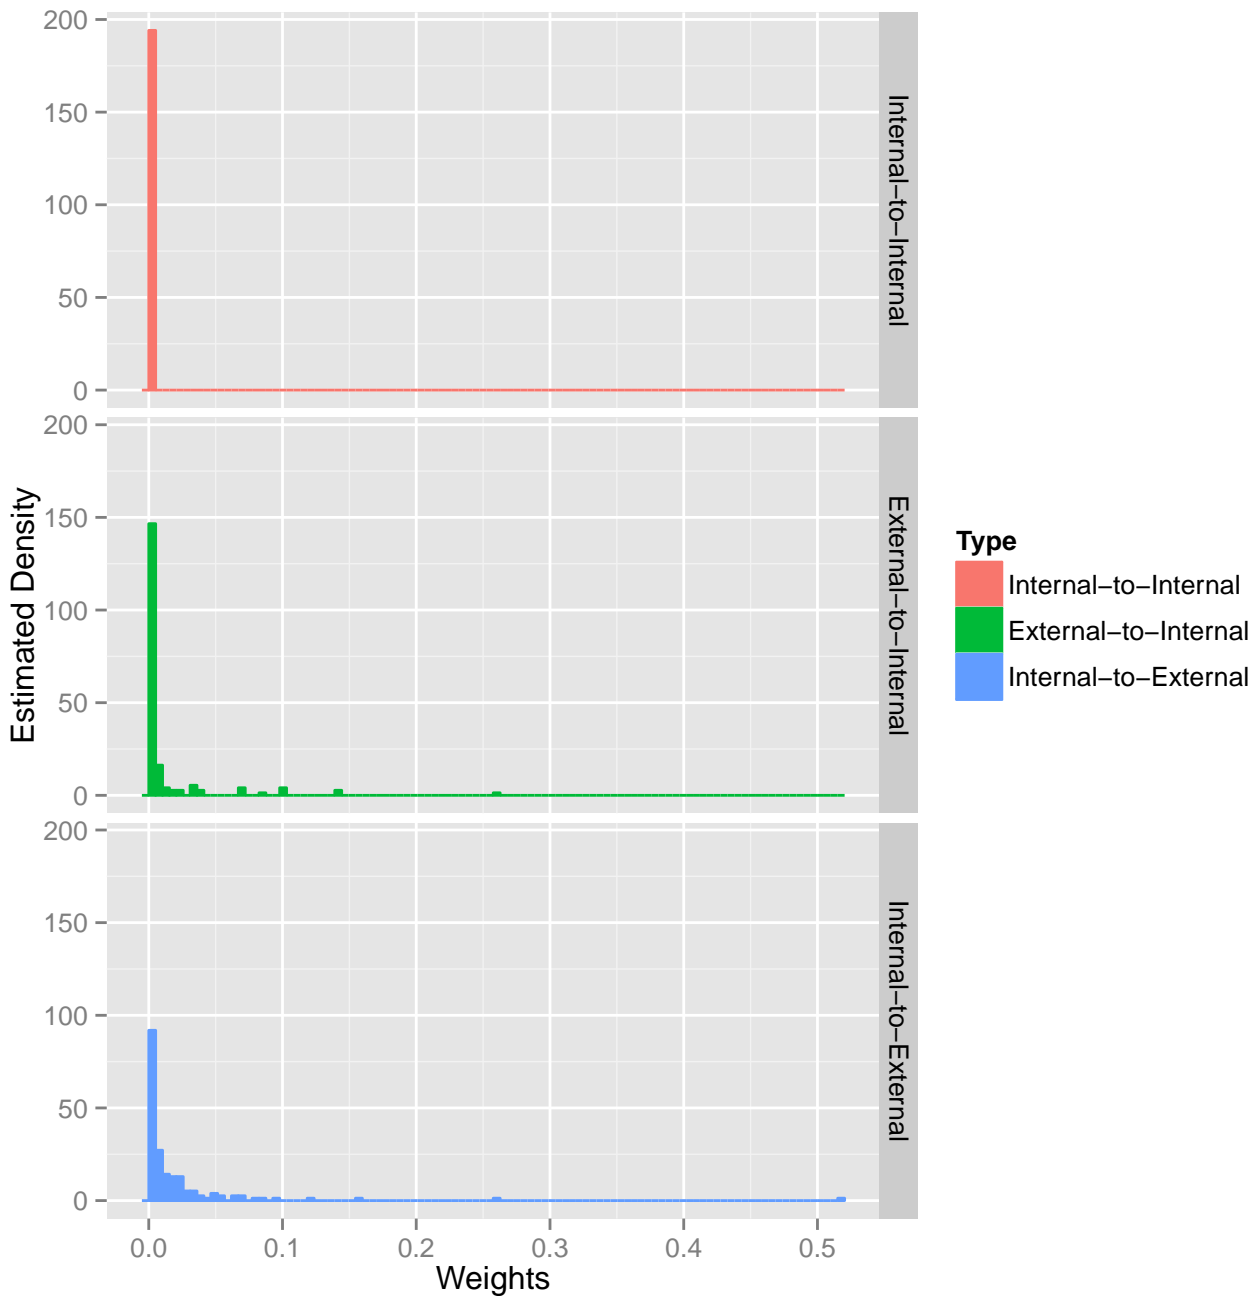 200
150
100
50
0
Internal−to−Internal
200
150
100
50
0
External−to−Internal
200
150
100
50
0
Internal−to−External
0.0 0.1 0.2 0.3 0.4 0.5
Weights
Estimated Density
Type
Internal−to−Internal
External−to−Internal
Internal−to−External